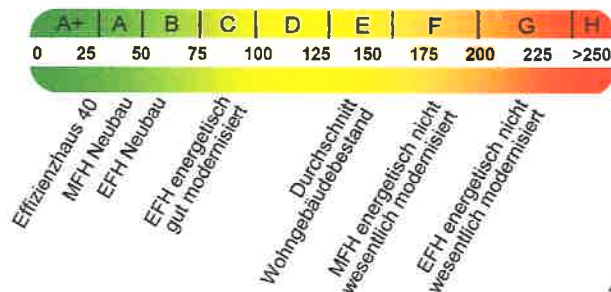 A+ A B C D E F G H
0 25 50 75 100 125 150 175 200 225 >250
Effizienzhaus 40
MFH Neubau
EFH Neubau
EFH energetisch
gut modernisiert
Durchschnitt
Wohngebäudebestand
MFH energetisch nicht
wesentlich modernisiert
EFH energetisch nicht
wesentlich modernisiert